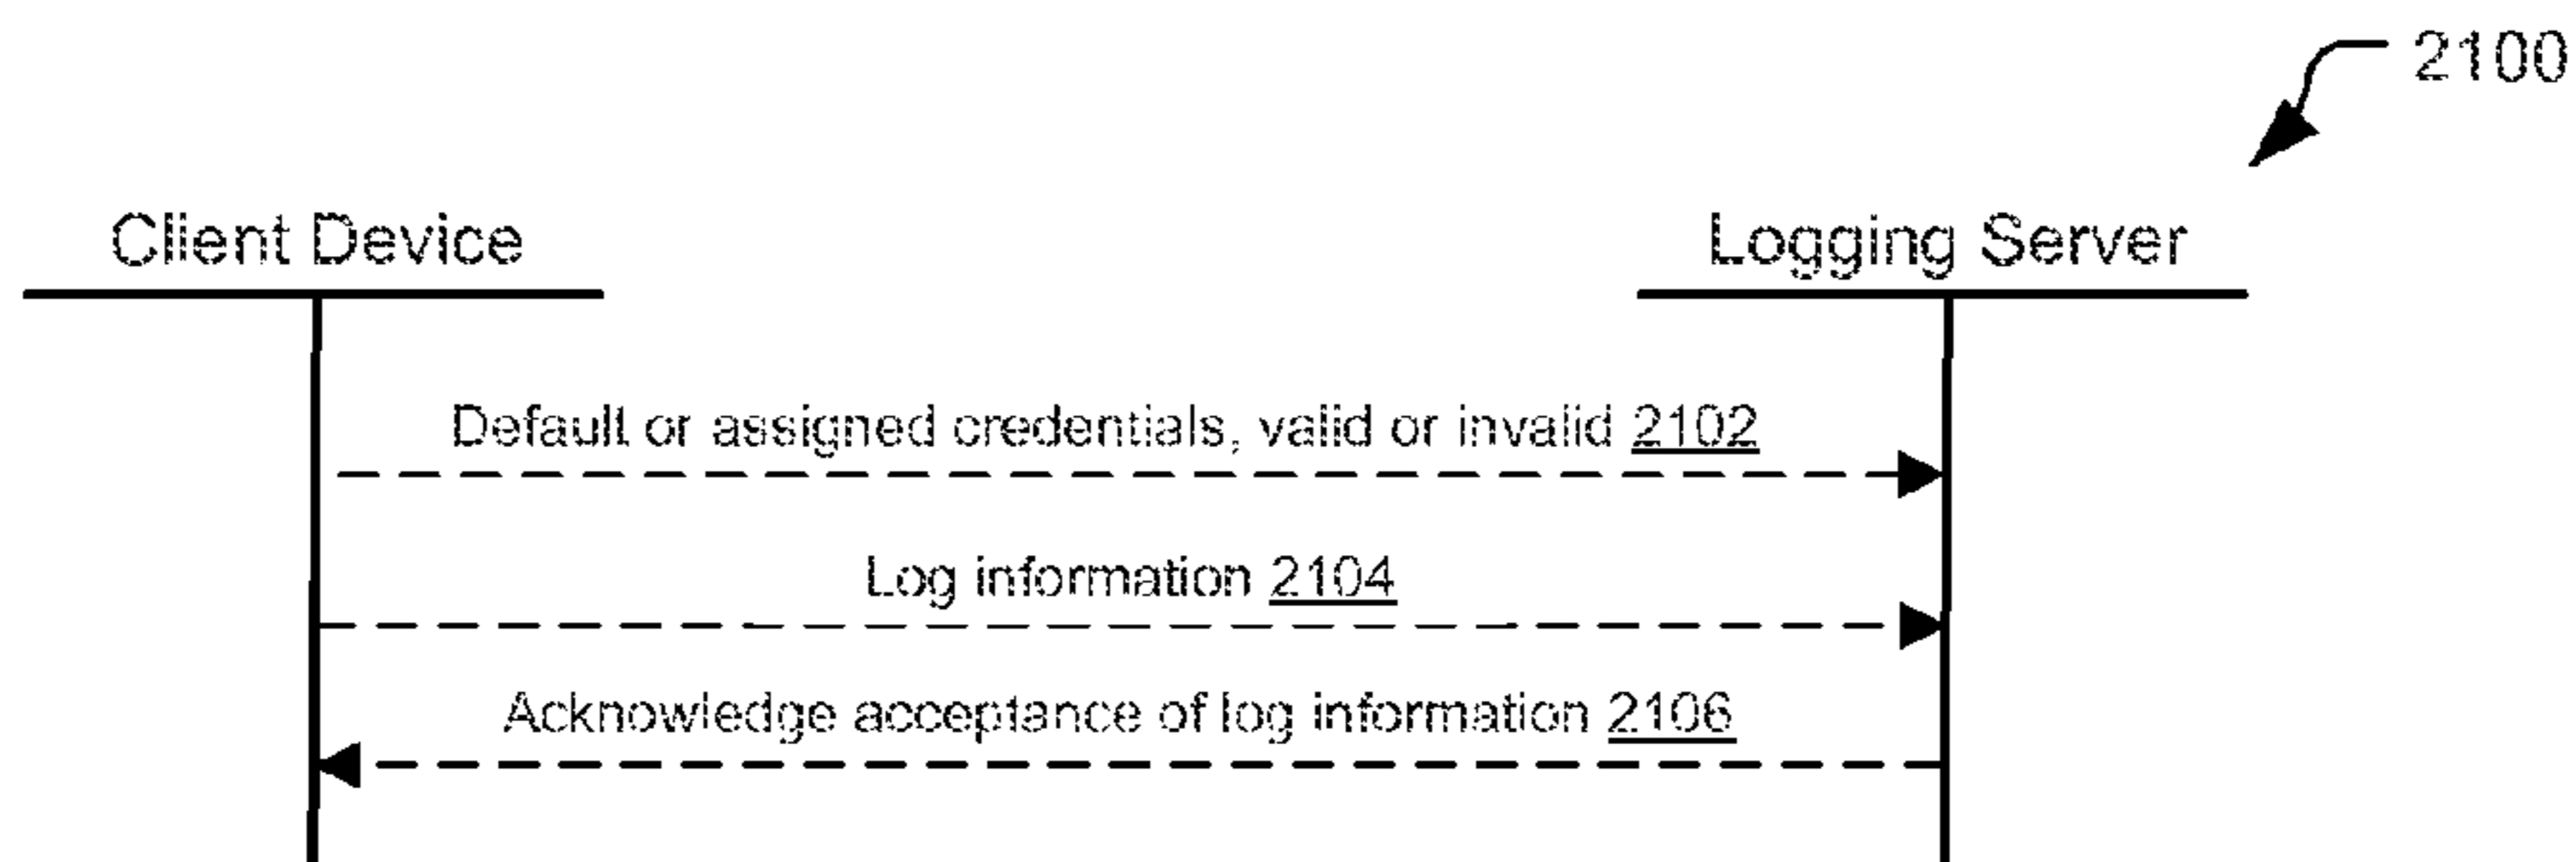 2100
Client Device
Logging Server
Default or assigned credentials, valid or invalid 2102
Log information 2104
Acknowledge acceptance of log information 2106